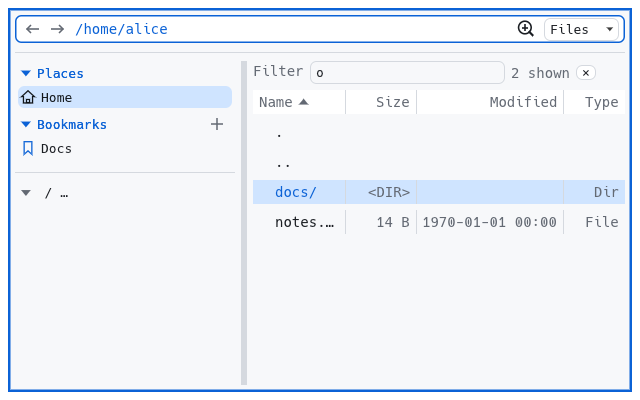 /home/alice Files
Places
Home
Bookmarks
Docs
/ …
Filter o 2 shown
Name Size Modified Type
.
..
docs/ <DIR> Dir
notes.… 14 B 1970-01-01 00:00 File